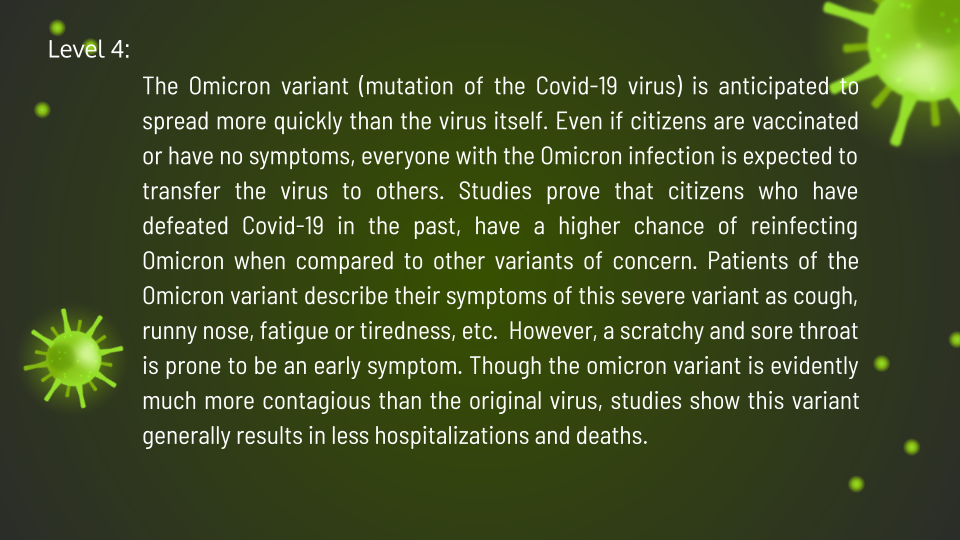 Level 4:
The Omicron variant (mutation of the Covid-19 virus) is anticipated to
spread more quickly than the virus itself. Even if citizens are vaccinated
or have no symptoms, everyone with the Omicron infection is expected to
transfer the virus to others. Studies prove that citizens who have
defeated Covid-19 in the past, have a higher chance of reinfecting
Omicron when compared to other variants of concern. Patients of the
Omicron variant describe their symptoms of this severe variant as cough,
runny nose, fatigue or tiredness, etc.  However, a scratchy and sore throat
is prone to be an early symptom. Though the omicron variant is evidently
much more contagious than the original virus, studies show this variant
generally results in less hospitalizations and deaths.